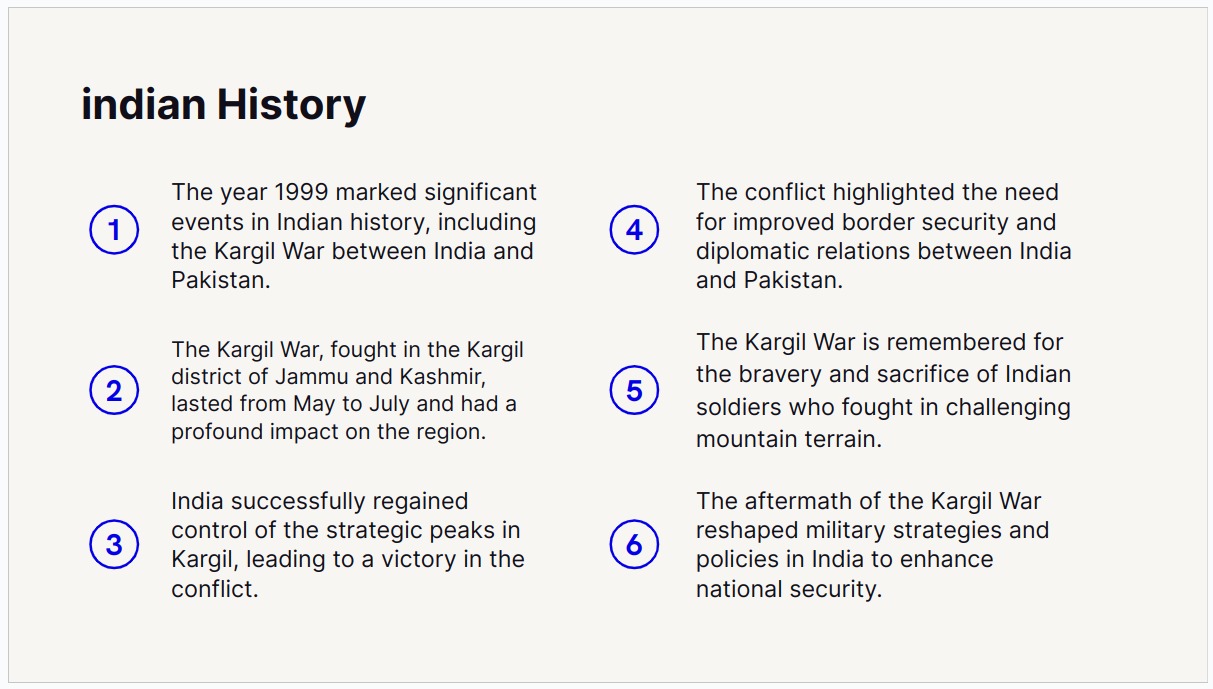 indian History
1
The year 1999 marked significant
events in Indian history, including
the Kargil War between India and
Pakistan.
2
The Kargil War, fought in the Kargil
district of Jammu and Kashmir,
lasted from May to July and had a
profound impact on the region.
3
India successfully regained
control of the strategic peaks in
Kargil, leading to a victory in the
conflict.
4
The conflict highlighted the need
for improved border security and
diplomatic relations between India
and Pakistan.
5
The Kargil War is remembered for
the bravery and sacrifice of Indian
soldiers who fought in challenging
mountain terrain.
6
The aftermath of the Kargil War
reshaped military strategies and
policies in India to enhance
national security.